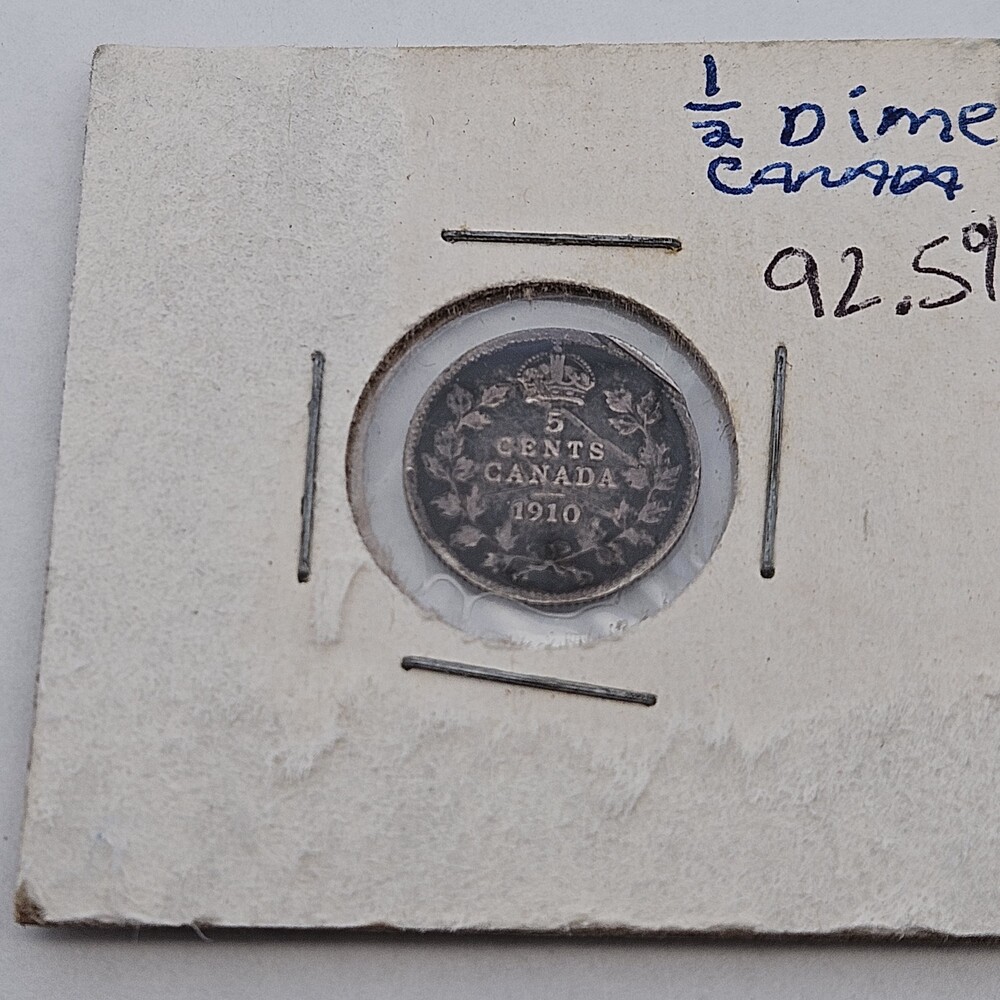 1/2 Dime
CANADA
92.5%
5
CENTS
CANADA
1910